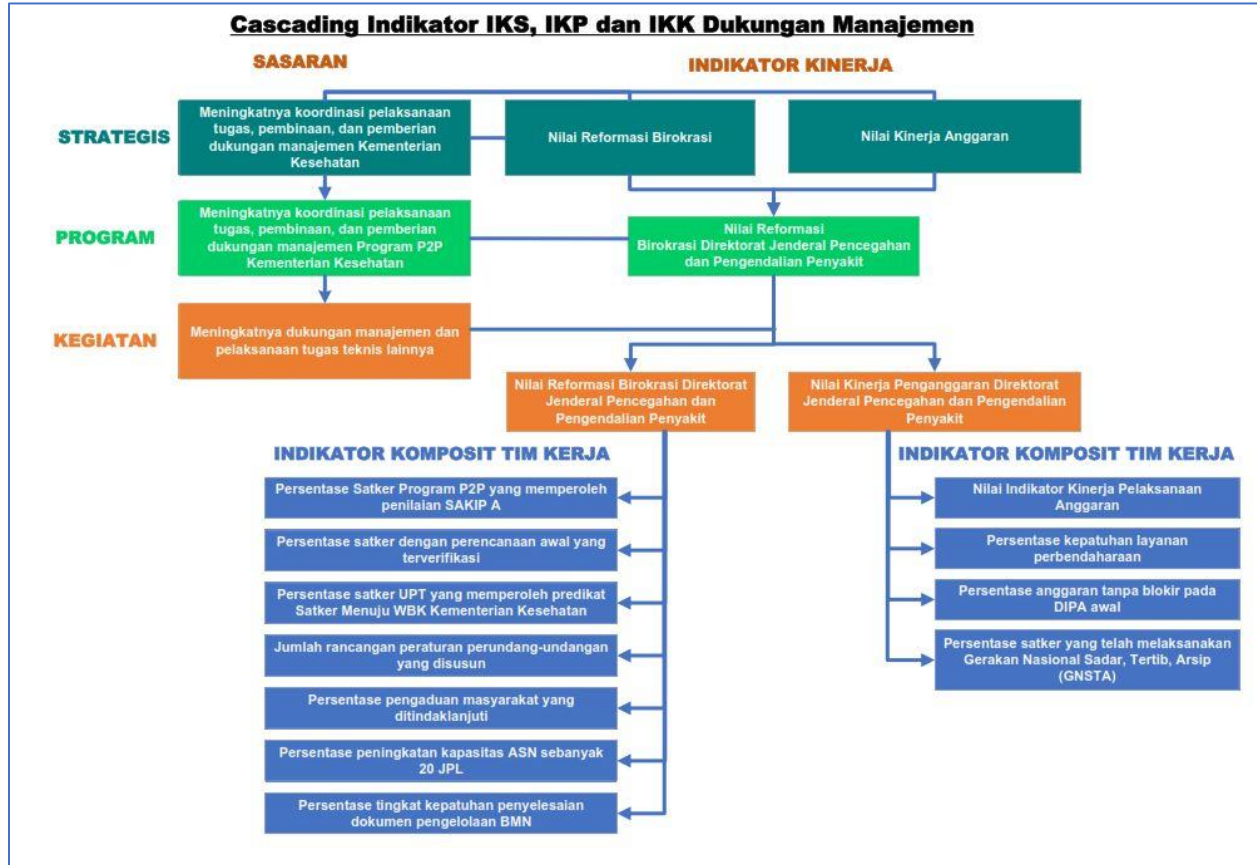 Cascading Indikator IKS, IKP dan IKK Dukungan Manajemen
SASARAN
INDIKATOR KINERJA
STRATEGIS
Meningkatnya koordinasi pelaksanaan
tugas, pembinaan, dan pemberian
dukungan manajemen Kementerian
Kesehatan
Nilai Reformasi Birokrasi
Nilai Kinerja Anggaran
PROGRAM
Meningkatnya koordinasi pelaksanaan
tugas, pembinaan, dan pemberian
dukungan manajemen Program P2P
Kementerian Kesehatan
Nilai Reformasi
Birokrasi Direktorat Jenderal Pencegahan
dan Pengendalian Penyakit
KEGIATAN
Meningkatnya dukungan manajemen dan
pelaksanaan tugas teknis lainnya
Nilai Reformasi Birokrasi Direktorat
Jenderal Pencegahan dan
Pengendalian Penyakit
Nilai Kinerja Penganggaran Direktorat
Jenderal Pencegahan dan Pengendalian
Penyakit
INDIKATOR KOMPOSIT TIM KERJA
Persentase Satker Program P2P yang memperoleh
penilaian SAKIP A
Persentase satker dengan perencanaan awal yang
terverifikasi
Persentase satker UPT yang memperoleh predikat
Satker Menuju WBK Kementerian Kesehatan
Jumlah rancangan peraturan perundang-undangan
yang disusun
Persentase pengaduan masyarakat yang
ditindaklanjuti
Persentase peningkatan kapasitas ASN sebanyak
20 JPL
Persentase tingkat kepatuhan penyelesaian
dokumen pengelolaan BMN
INDIKATOR KOMPOSIT TIM KERJA
Nilai Indikator Kinerja Pelaksanaan
Anggaran
Persentase kepatuhan layanan
perbendaharaan
Persentase anggaran tanpa blokir pada
DIPA awal
Persentase satker yang telah melaksanakan
Gerakan Nasional Sadar, Tertib, Arsip
(GNSTA)